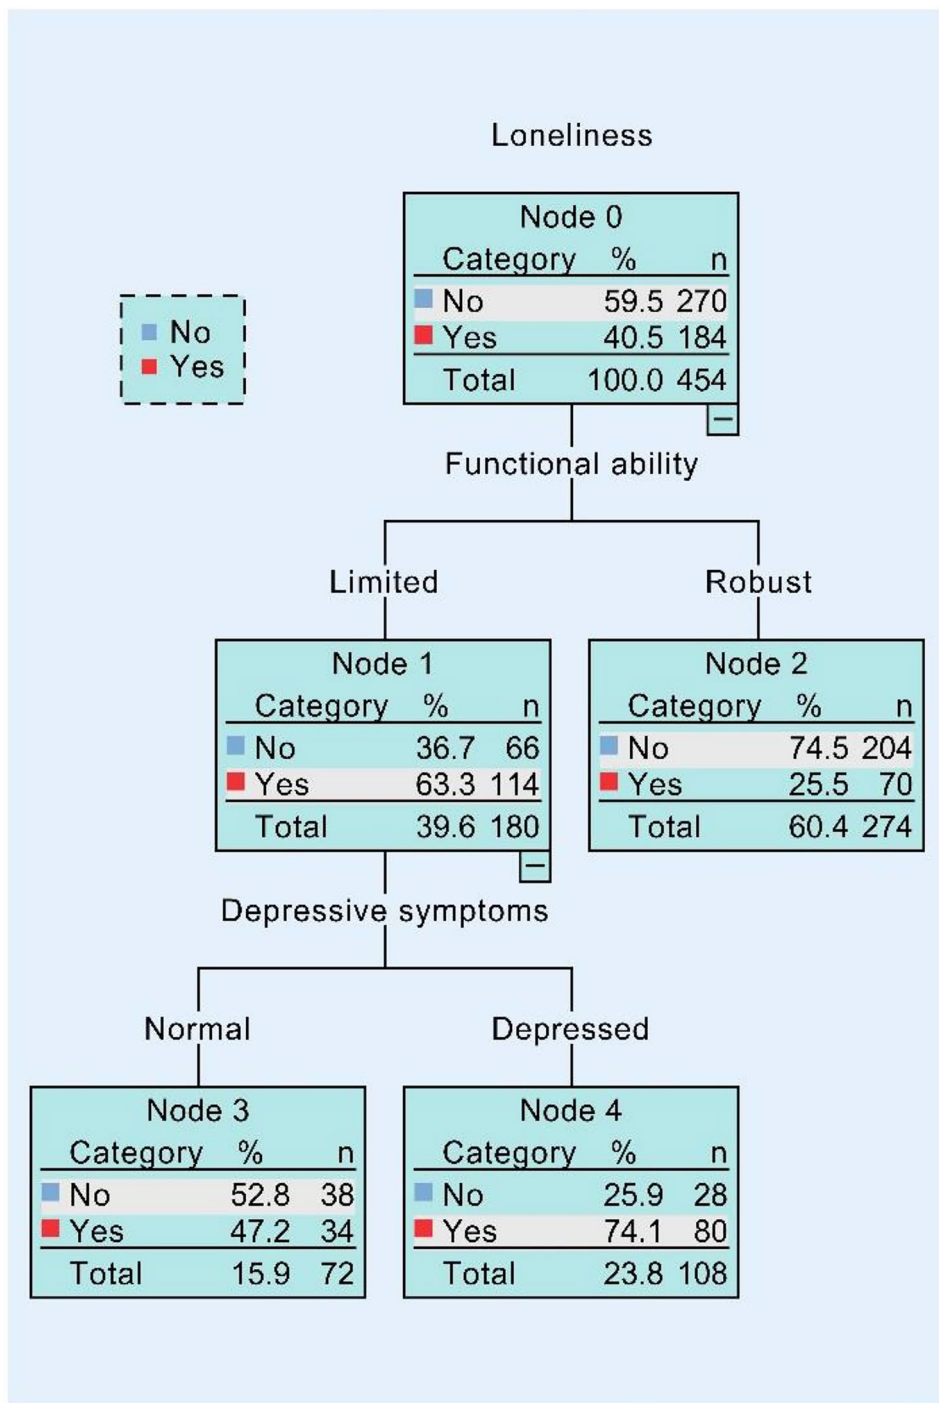 Loneliness
Node 0
Category % n
No 59.5 270
Yes 40.5 184
Total 100.0 454
No
Yes
Functional ability
Limited
Robust
Node 1
Category % n
No 36.7 66
Yes 63.3 114
Total 39.6 180
Node 2
Category % n
No 74.5 204
Yes 25.5 70
Total 60.4 274
Depressive symptoms
Normal
Depressed
Node 3
Category % n
No 52.8 38
Yes 47.2 34
Total 15.9 72
Node 4
Category % n
No 25.9 28
Yes 74.1 80
Total 23.8 108